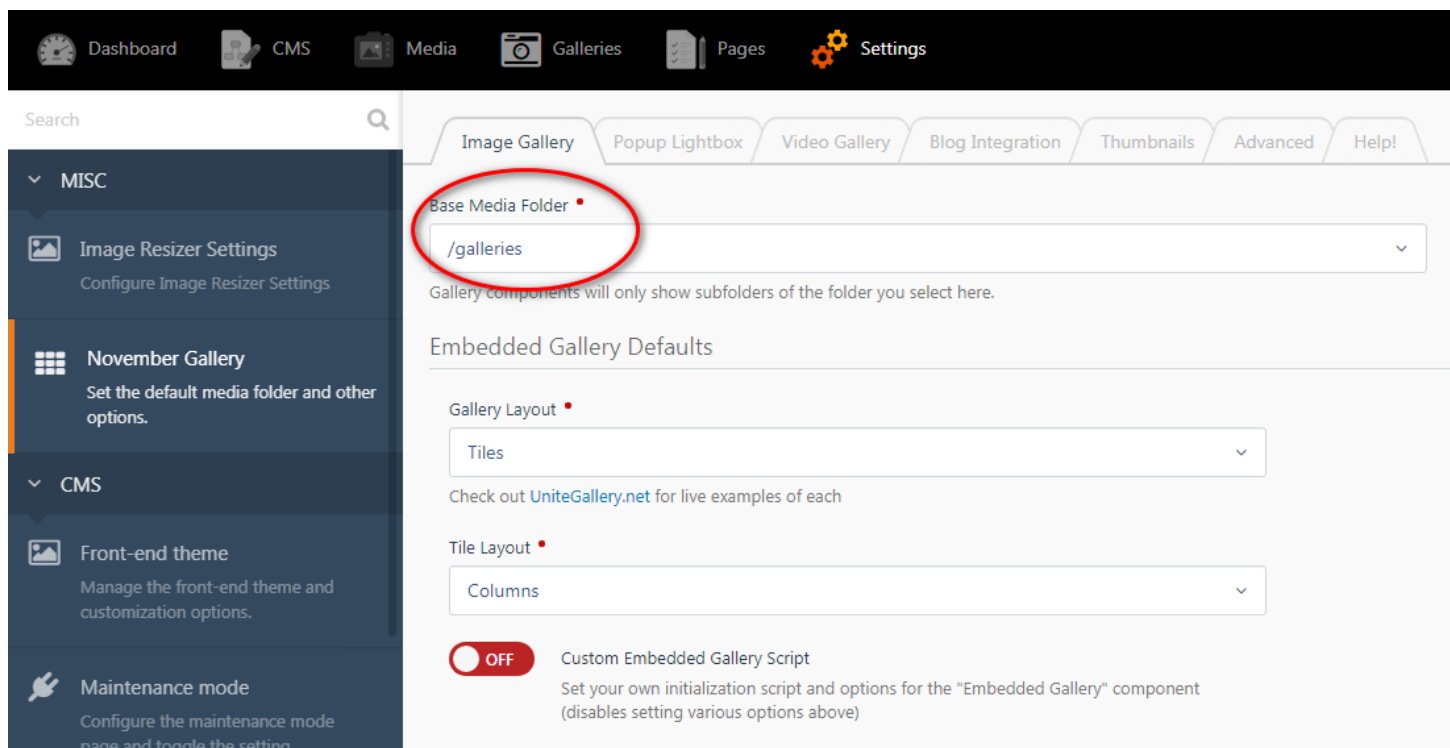 Dashboard CMS Media Galleries Pages Settings
Search
Image Gallery Popup Lightbox Video Gallery Blog Integration Thumbnails Advanced Help!
MISC
Image Resizer Settings
Configure Image Resizer Settings
November Gallery
Set the default media folder and other
options.
CMS
Front-end theme
Manage the front-end theme and
customization options.
Maintenance mode
Configure the maintenance mode
page and toggle the setting.
Base Media Folder
/galleries
Gallery components will only show subfolders of the folder you select here.
Embedded Gallery Defaults
Gallery Layout
Tiles
Check out UniteGallery.net for live examples of each
Tile Layout
Columns
OFF Custom Embedded Gallery Script
Set your own initialization script and options for the "Embedded Gallery" component
(disables setting various options above)